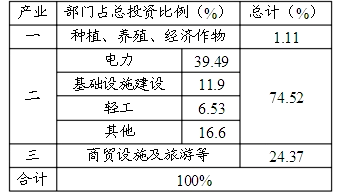 产业 部门占总投资比例（%） 总计（%）
一 种植、养殖、经济作物 1.11
二 电力 39.49 74.52
基础设施建设 11.9
轻工 6.53
其他 16.6
三 商贸设施及旅游等 24.37
合计 100%